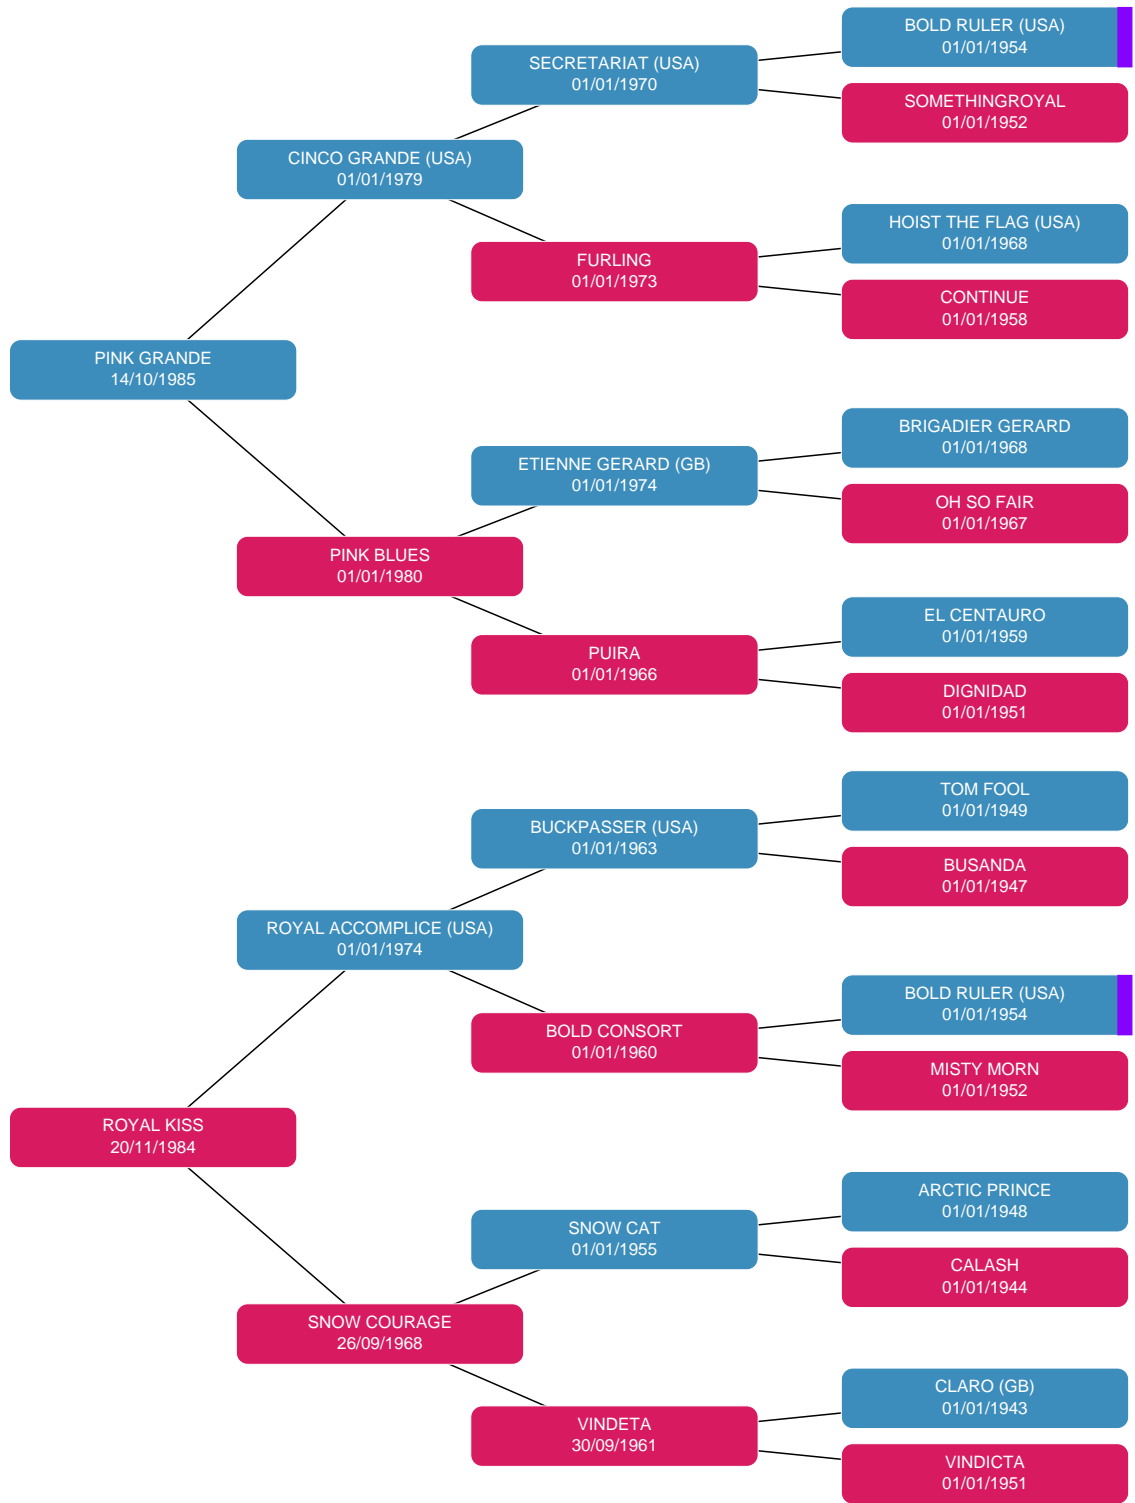 BOLD RULER (USA)
01/01/1954
SECRETARIAT (USA)
01/01/1970
SOMETHINGROYAL
01/01/1952
CINCO GRANDE (USA)
01/01/1979
HOIST THE FLAG (USA)
01/01/1968
FURLING
01/01/1973
CONTINUE
01/01/1958
PINK GRANDE
14/10/1985
BRIGADIER GERARD
01/01/1968
ETIENNE GERARD (GB)
01/01/1974
OH SO FAIR
01/01/1967
PINK BLUES
01/01/1980
EL CENTAURO
01/01/1959
PUIRA
01/01/1966
DIGNIDAD
01/01/1951
TOM FOOL
01/01/1949
BUCKPASSER (USA)
01/01/1963
BUSANDA
01/01/1947
ROYAL ACCOMPLICE (USA)
01/01/1974
BOLD RULER (USA)
01/01/1954
BOLD CONSORT
01/01/1960
MISTY MORN
01/01/1952
ROYAL KISS
20/11/1984
ARCTIC PRINCE
01/01/1948
SNOW CAT
01/01/1955
CALASH
01/01/1944
SNOW COURAGE
26/09/1968
CLARO (GB)
01/01/1943
VINDETA
30/09/1961
VINDICTA
01/01/1951